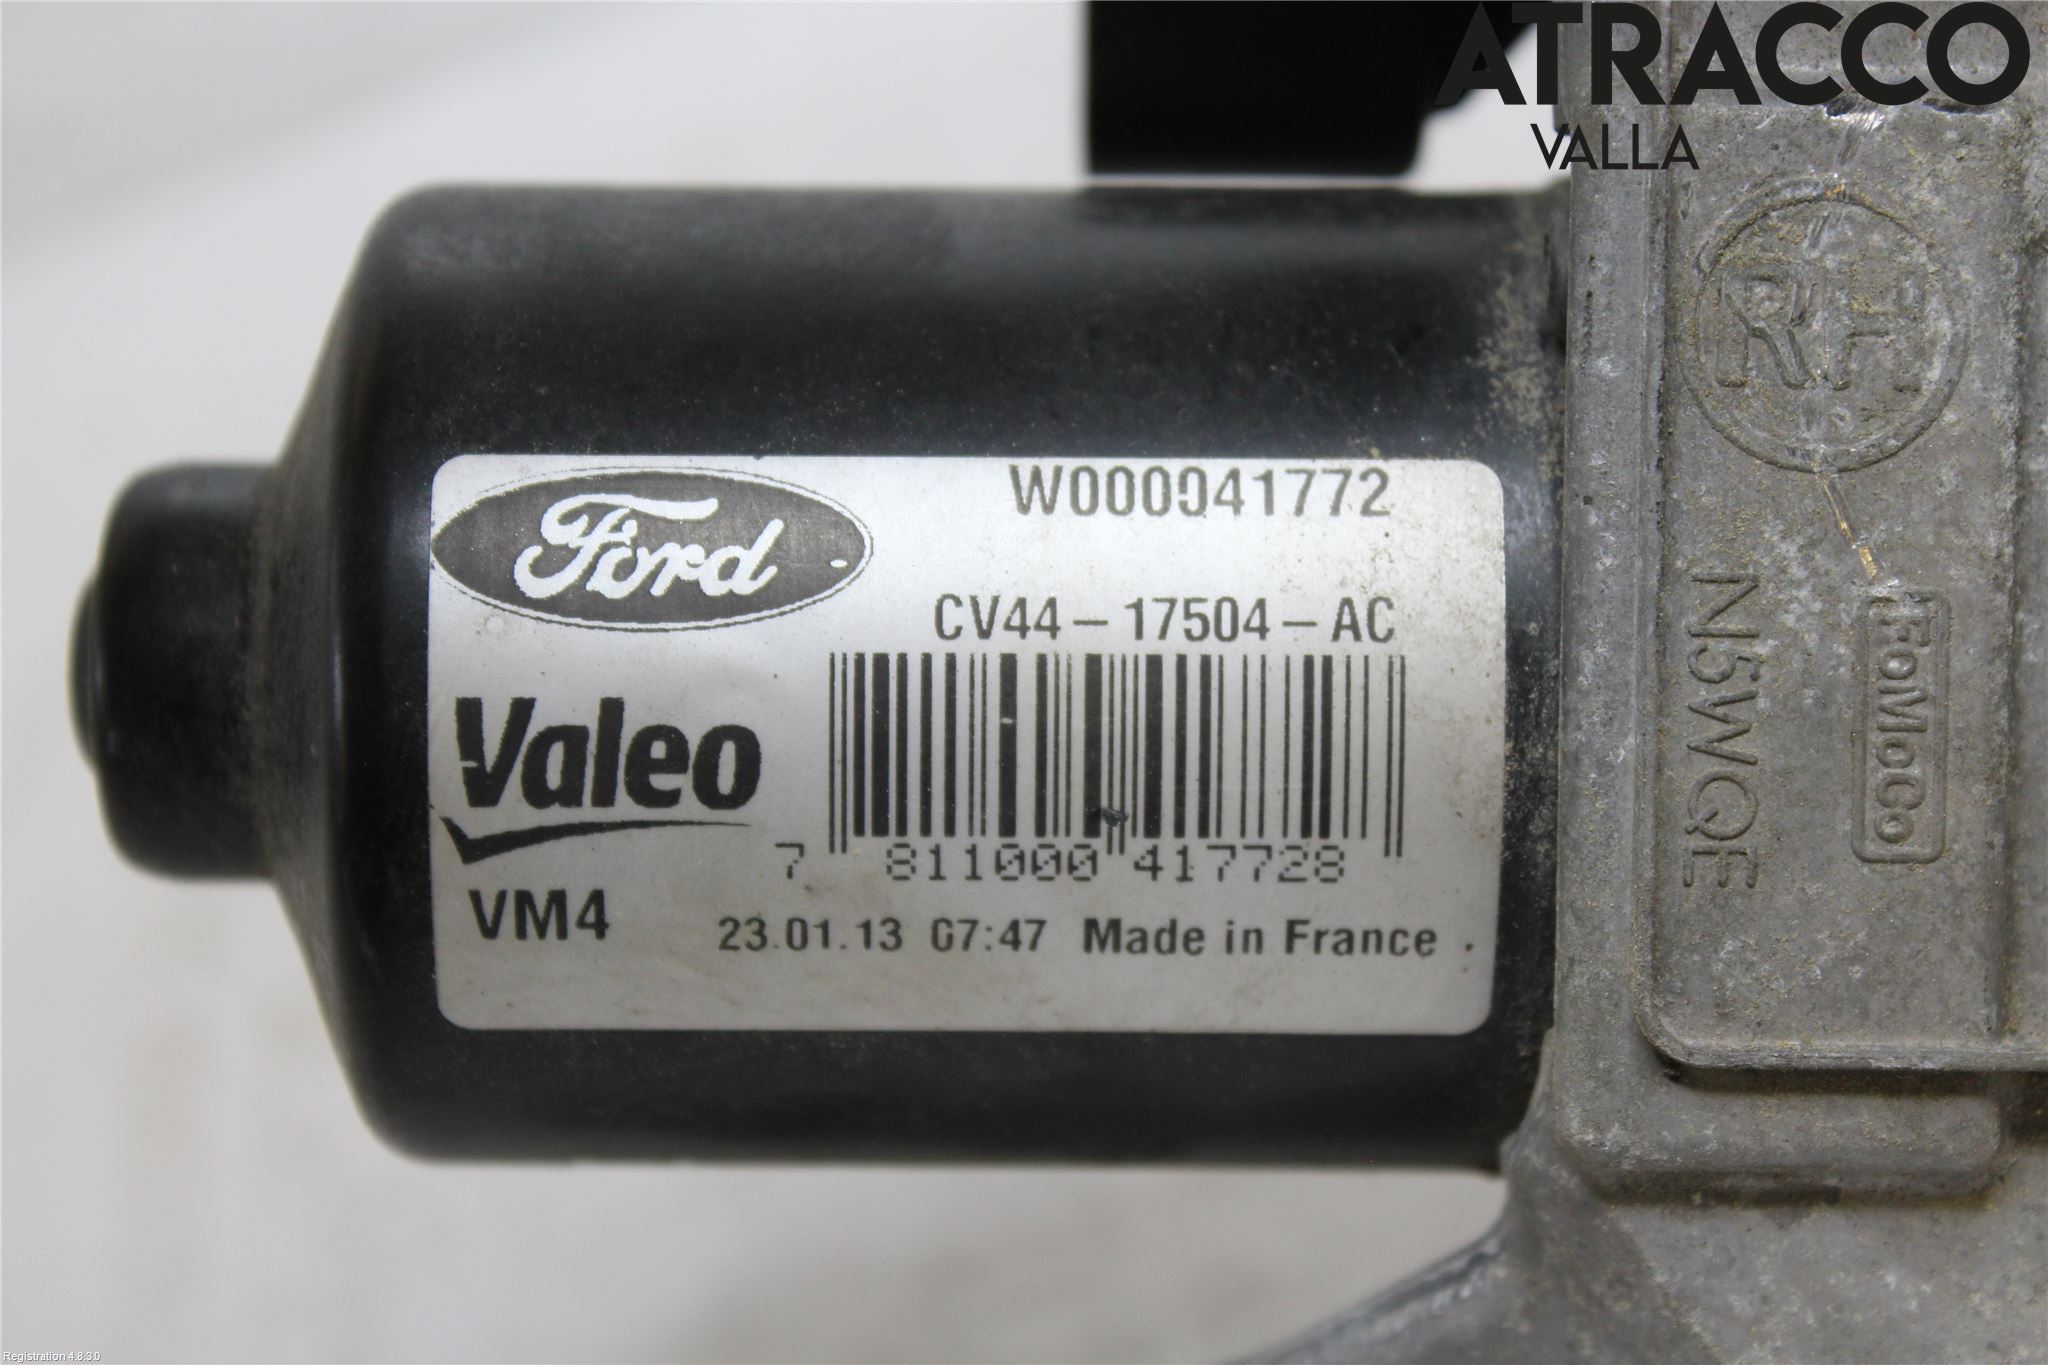 ATRACCO
VALLA
RH
Ford
W000041772
CV44-17504-AC
Valeo
7 811000 417728
VM4
23.01.13 07:47 Made in France
N5WQE
FoMoCo
Registration 4.8.3.0